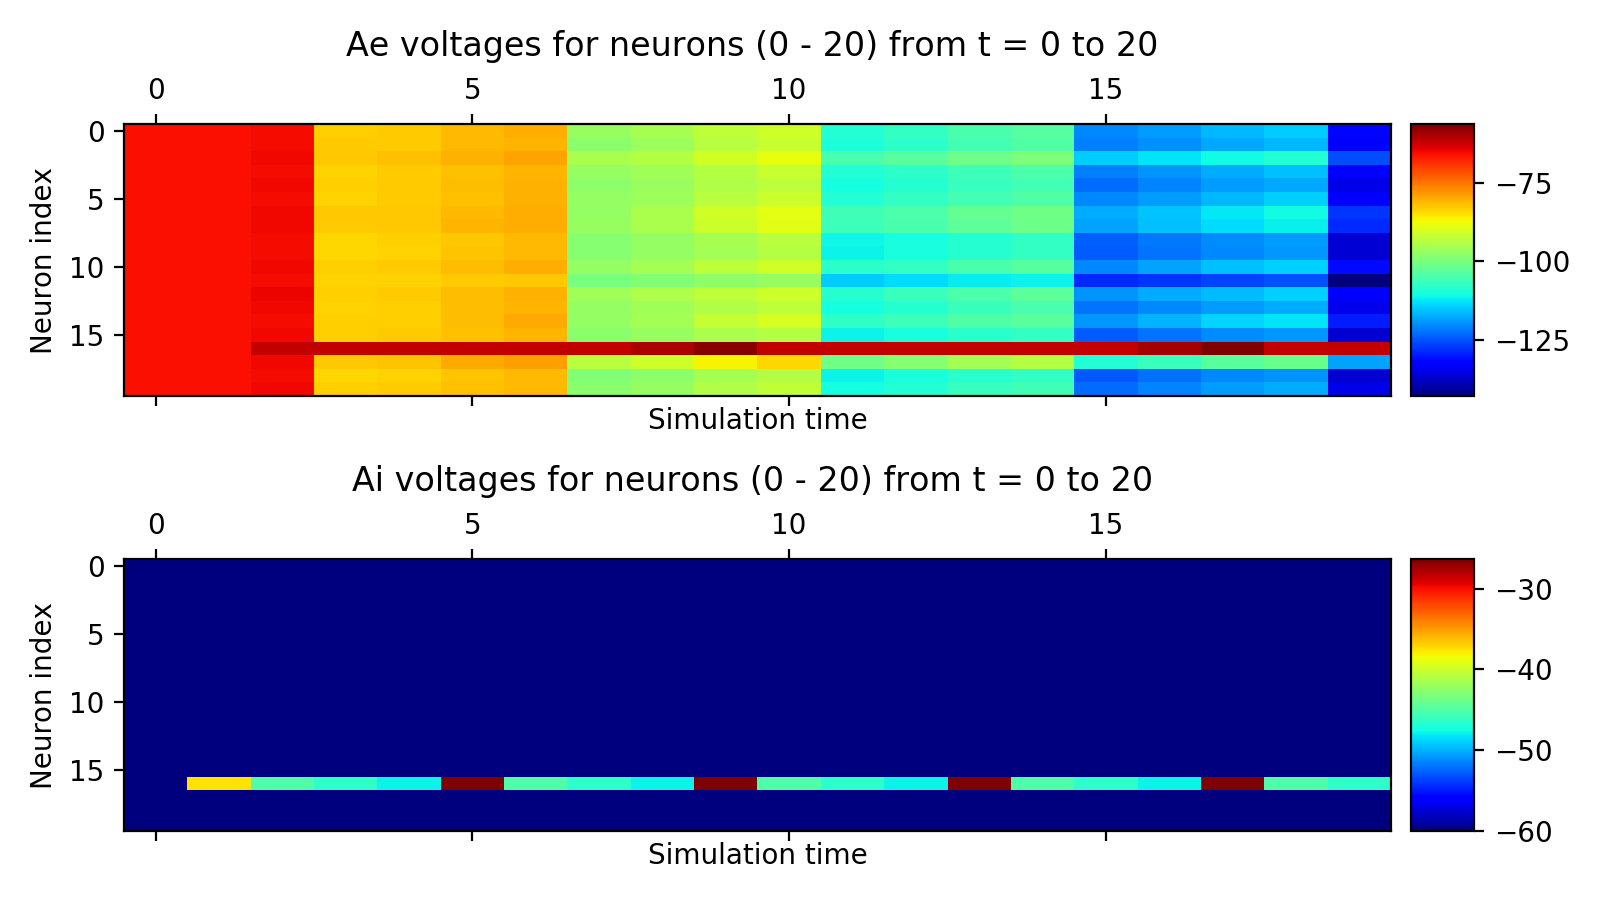 Ae voltages for neurons (0 - 20) from t = 0 to 20
0 5 10 15
Neuron index
0
5
10
15
−75
−100
−125
Simulation time
Ai voltages for neurons (0 - 20) from t = 0 to 20
0 5 10 15
Neuron index
0
5
10
15
−30
−40
−50
−60
Simulation time